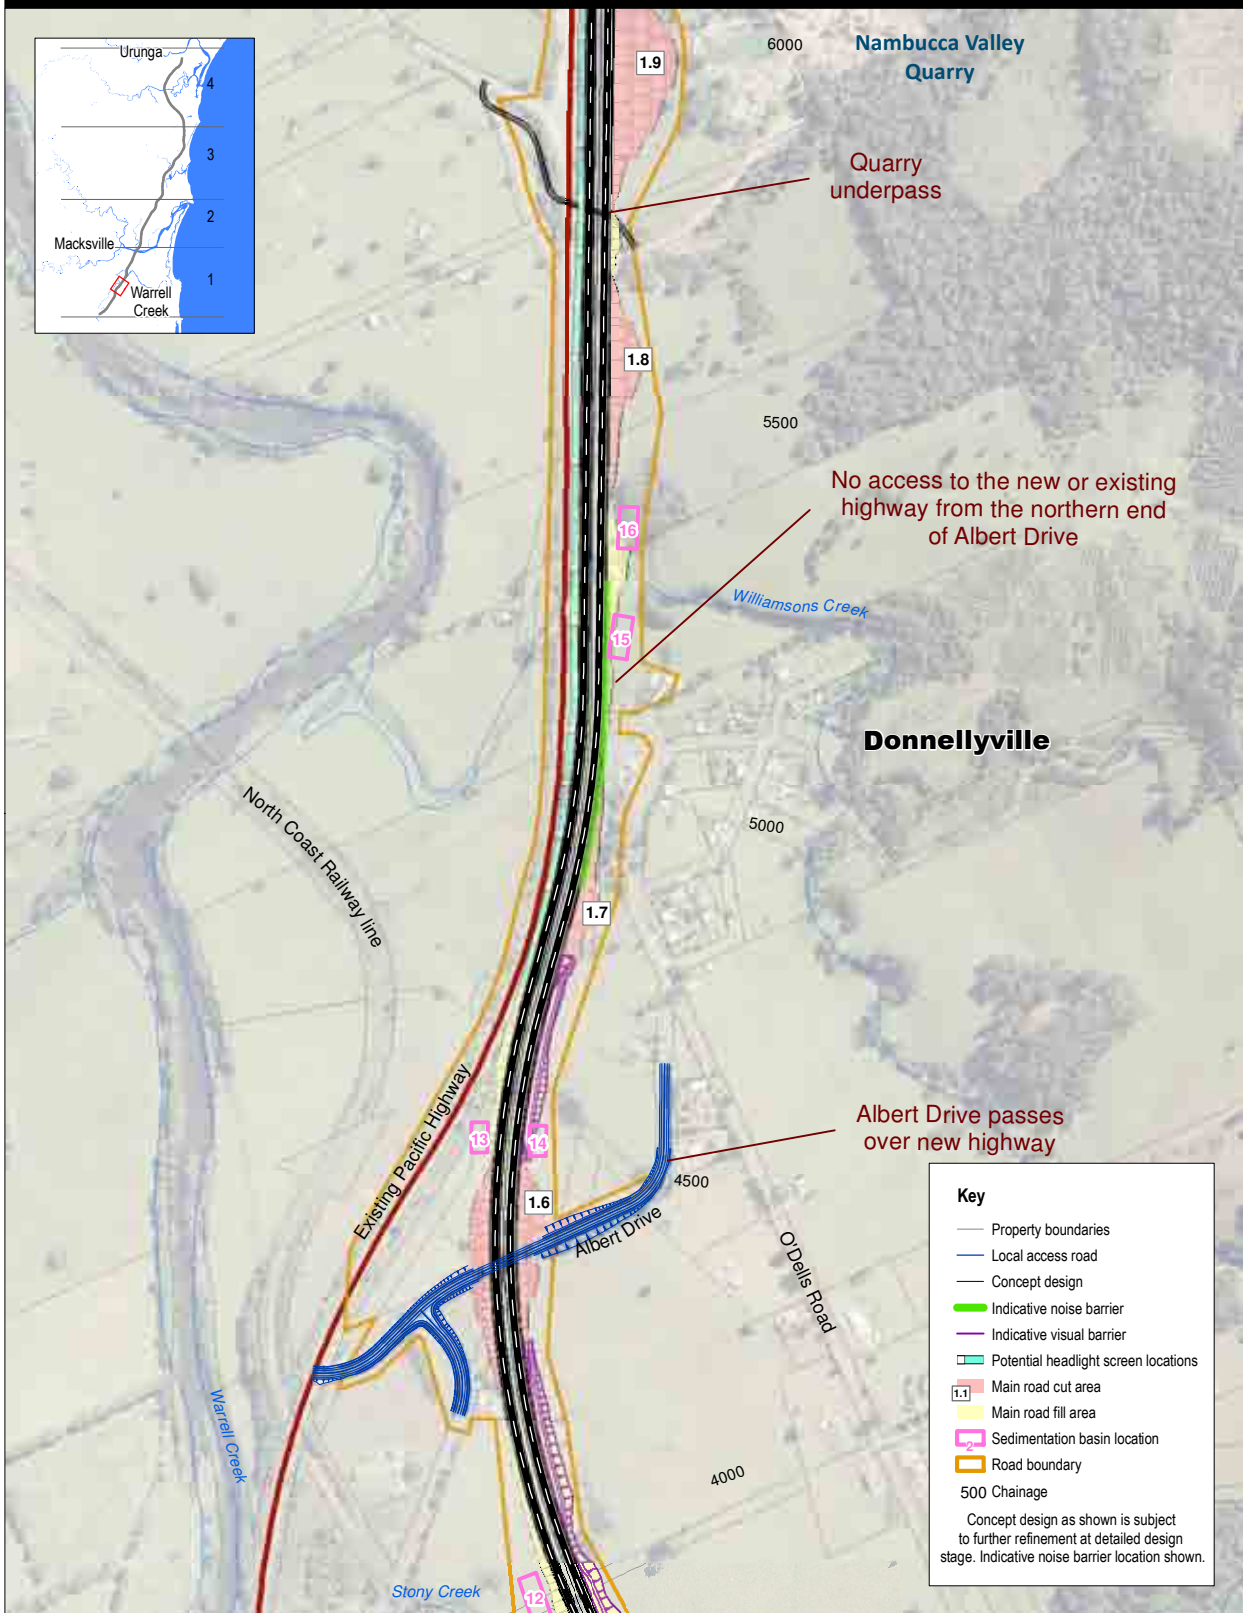 Urunga
4
3
2
Macksville
1
Warrell
Creek
6000
Nambucca Valley
Quarry
1.9
Quarry
underpass
1.8
5500
No access to the new or existing
highway from the northern end
of Albert Drive
16
Williamsons Creek
15
Donnellyville
North Coast Railway line
5000
1.7
Existing Pacific Highway
13
14
Albert Drive passes
over new highway
4500
1.6
Albert Drive
O'Dells Road
Warrell Creek
4000
Stony Creek
12
Key
Property boundaries
Local access road
Concept design
Indicative noise barrier
Indicative visual barrier
Potential headlight screen locations
1.1 Main road cut area
Main road fill area
2 Sedimentation basin location
Road boundary
500 Chainage
Concept design as shown is subject
to further refinement at detailed design
stage. Indicative noise barrier location shown.